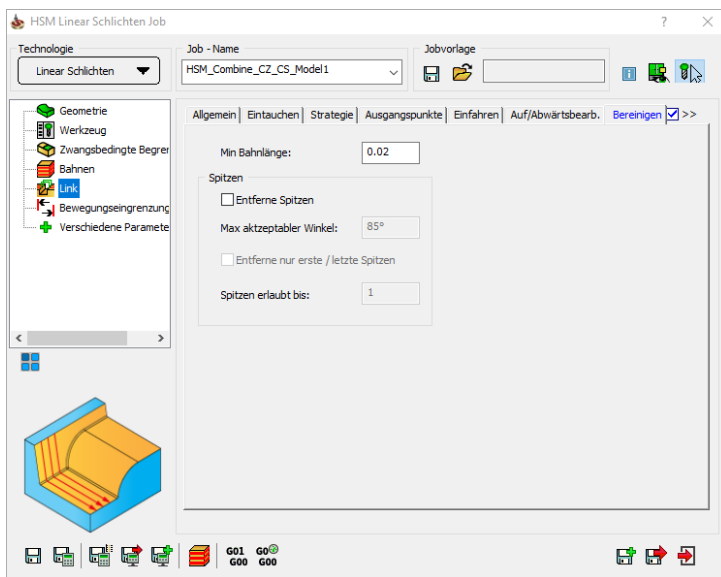 HSM Linear Schlichten Job
?
Technologie
Linear Schlichten
Job - Name
HSM_Combine_CZ_CS_Model1
Jobvorlage
Geometrie
Werkzeug
Zwangsbedingte Begrer
Bahnen
Link
Bewegungseingrenzung
Verschiedene Paramete
Allgemein Eintauchen Strategie Ausgangspunkte Einfahren Auf/Abwärtsbearb. Bereinigen >>
Min Bahnlänge: 0.02
Spitzen
Entferne Spitzen
Max aktzeptabler Winkel: 85°
Entferne nur erste / letzte Spitzen
Spitzen erlaubt bis: 1
G01 G0
G00 G00